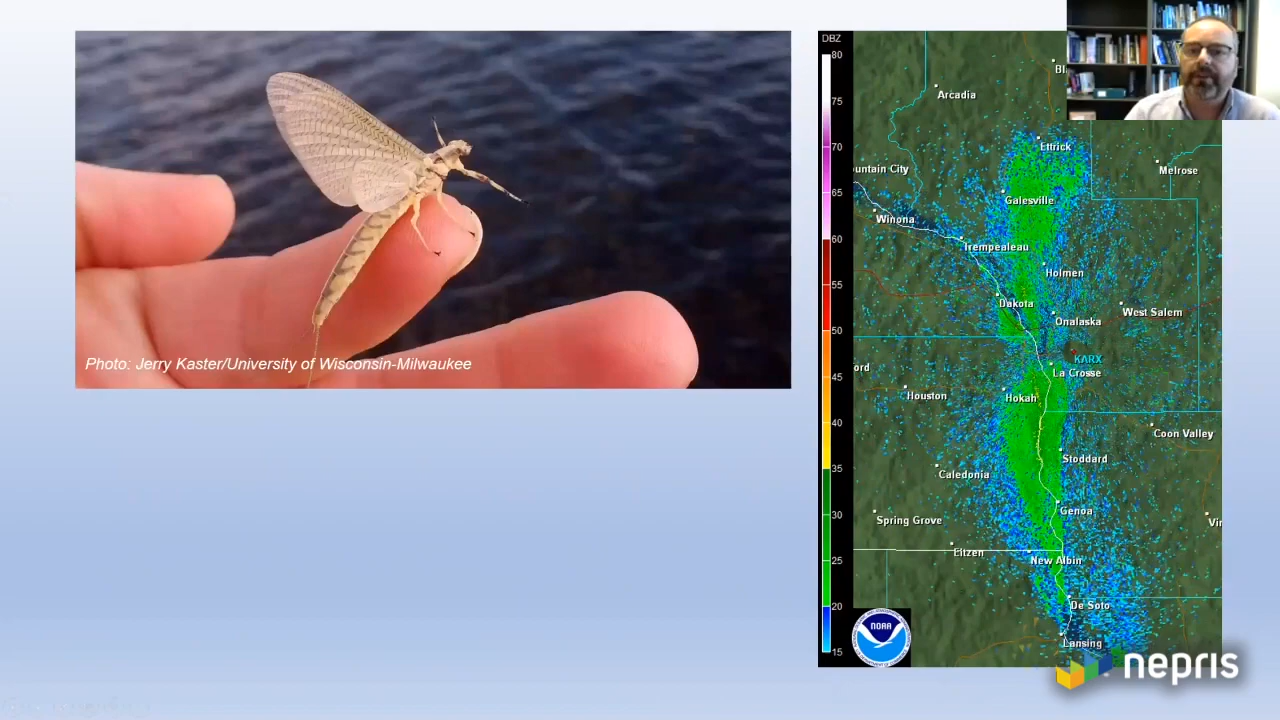 Photo: Jerry Kaster/University of Wisconsin-Milwaukee
DBZ
80
75
70
65
60
55
50
45
40
35
30
25
20
15
Bl
Arcadia
Ettrick
Melrose
untain City
Galesville
Winona
Trempealeau
Holmen
Dakota
West Salem
Onalaska
KARX
ord
La Crosse
Houston
Hokah
Coon Valley
Stoddard
Caledonia
Genoa
Spring Grove
Vir
Eitzen
New Albin
De Soto
NOAA
Lansing
nepris